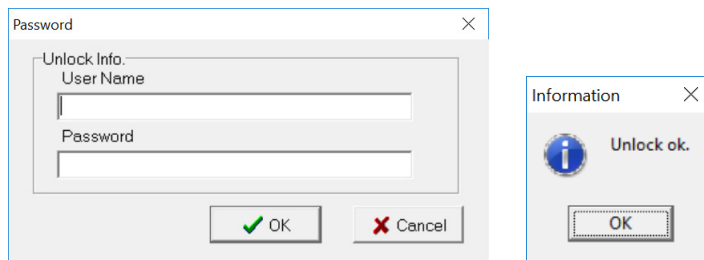 Password
Unlock Info.
User Name
Password
OK
Cancel
Information
Unlock ok.
OK